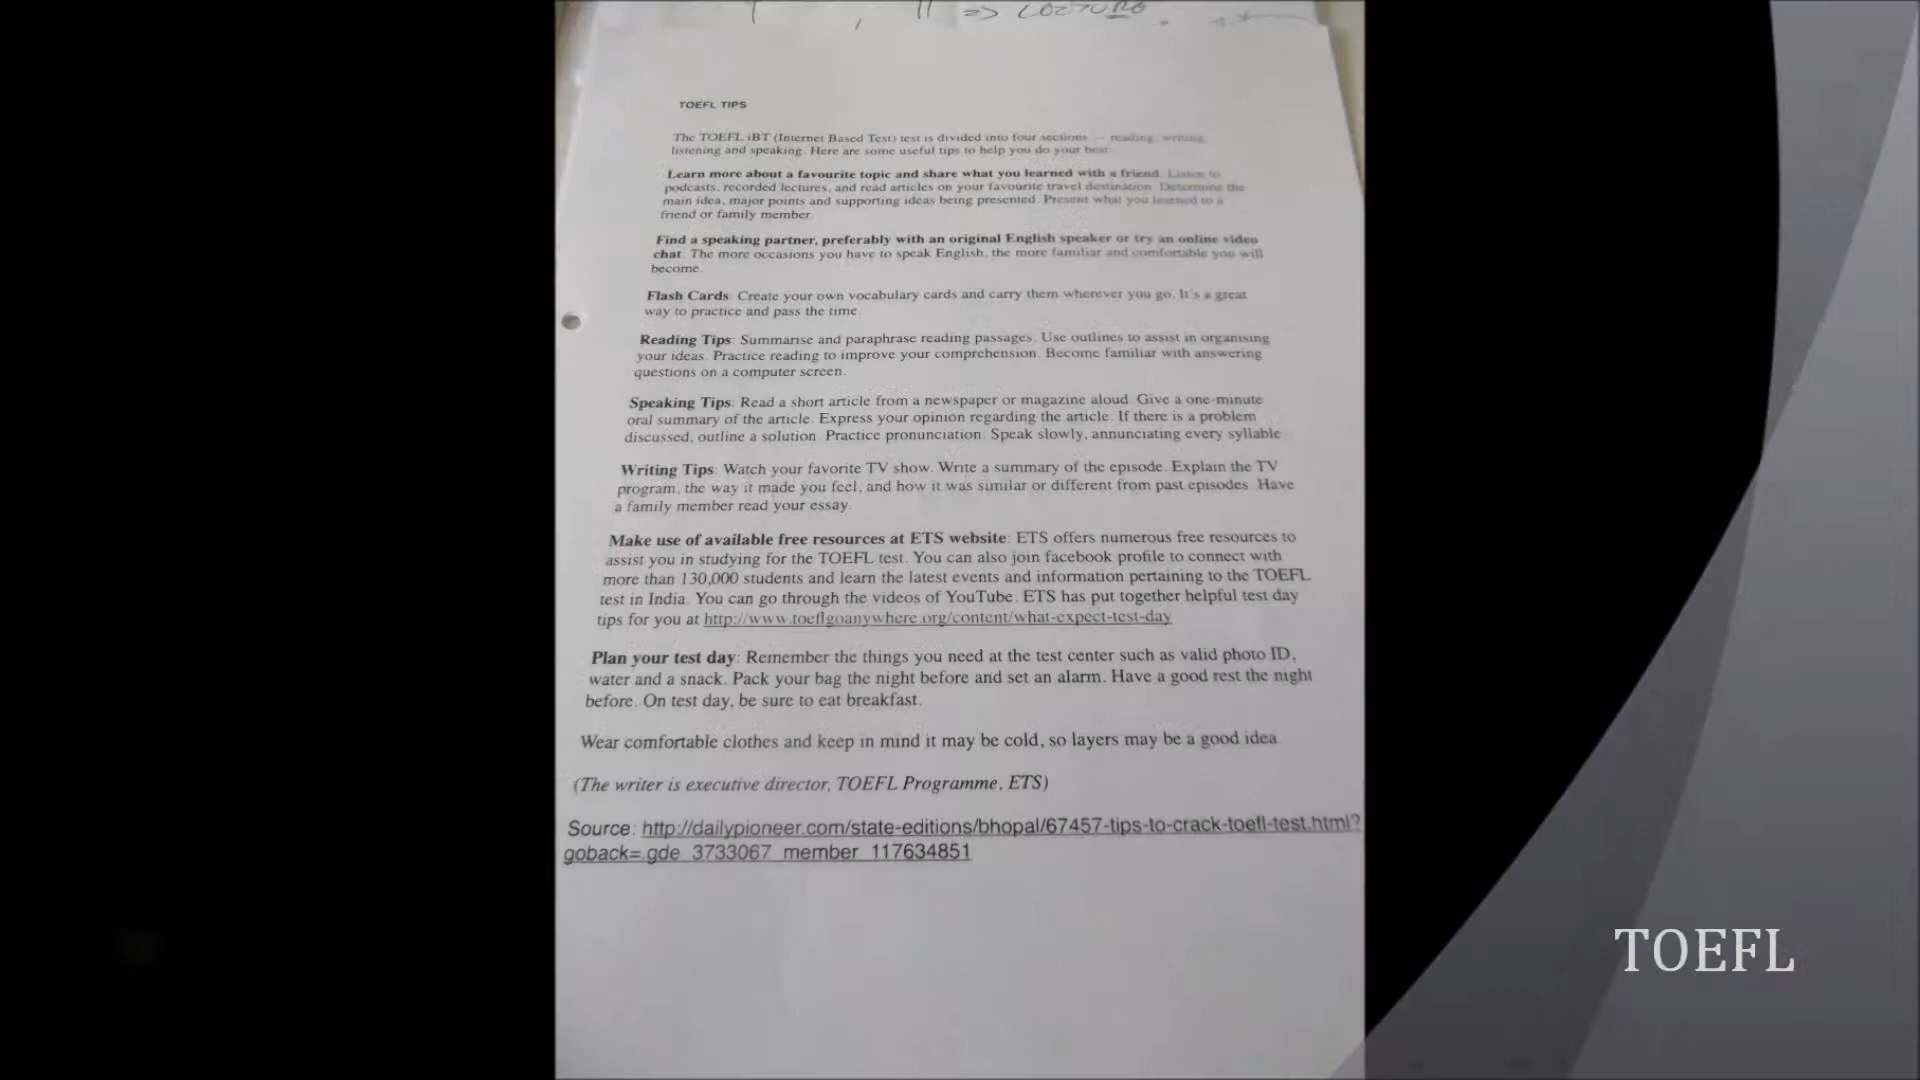 => LECTURE.
TOEFL TIPS
The TOEFL iBT (Internet Based Test) test is divided into four sections — reading, writing,
listening and speaking. Here are some useful tips to help you do your best.
Learn more about a favourite topic and share what you learned with a friend. Listen to
podcasts, recorded lectures, and read articles on your favourite travel destination. Determine the
main idea, major points and supporting ideas being presented. Present what you learned to a
friend or family member.
Find a speaking partner, preferably with an original English speaker or try an online video
chat. The more occasions you have to speak English, the more familiar and comfortable you will
become.
Flash Cards: Create your own vocabulary cards and carry them wherever you go. It's a great
way to practice and pass the time.
Reading Tips: Summarise and paraphrase reading passages. Use outlines to assist in organising
your ideas. Practice reading to improve your comprehension. Become familiar with answering
questions on a computer screen.
Speaking Tips: Read a short article from a newspaper or magazine aloud. Give a one-minute
oral summary of the article. Express your opinion regarding the article. If there is a problem
discussed, outline a solution. Practice pronunciation. Speak slowly, annunciating every syllable.
Writing Tips: Watch your favorite TV show. Write a summary of the episode. Explain the TV
program, the way it made you feel, and how it was similar or different from past episodes. Have
a family member read your essay.
Make use of available free resources at ETS website: ETS offers numerous free resources to
assist you in studying for the TOEFL test. You can also join facebook profile to connect with
more than 130,000 students and learn the latest events and information pertaining to the TOEFL
test in India. You can go through the videos of YouTube. ETS has put together helpful test day
tips for you at http://www.toeflgoanywhere.org/content/what-expect-test-day
Plan your test day: Remember the things you need at the test center such as valid photo ID,
water and a snack. Pack your bag the night before and set an alarm. Have a good rest the night
before. On test day, be sure to eat breakfast.
Wear comfortable clothes and keep in mind it may be cold, so layers may be a good idea.
(The writer is executive director, TOEFL Programme, ETS)
Source: http://dailypioneer.com/state-editions/bhopal/67457-tips-to-crack-toefl-test.html?
goback=.gde_3733067_member_117634851
TOEFL